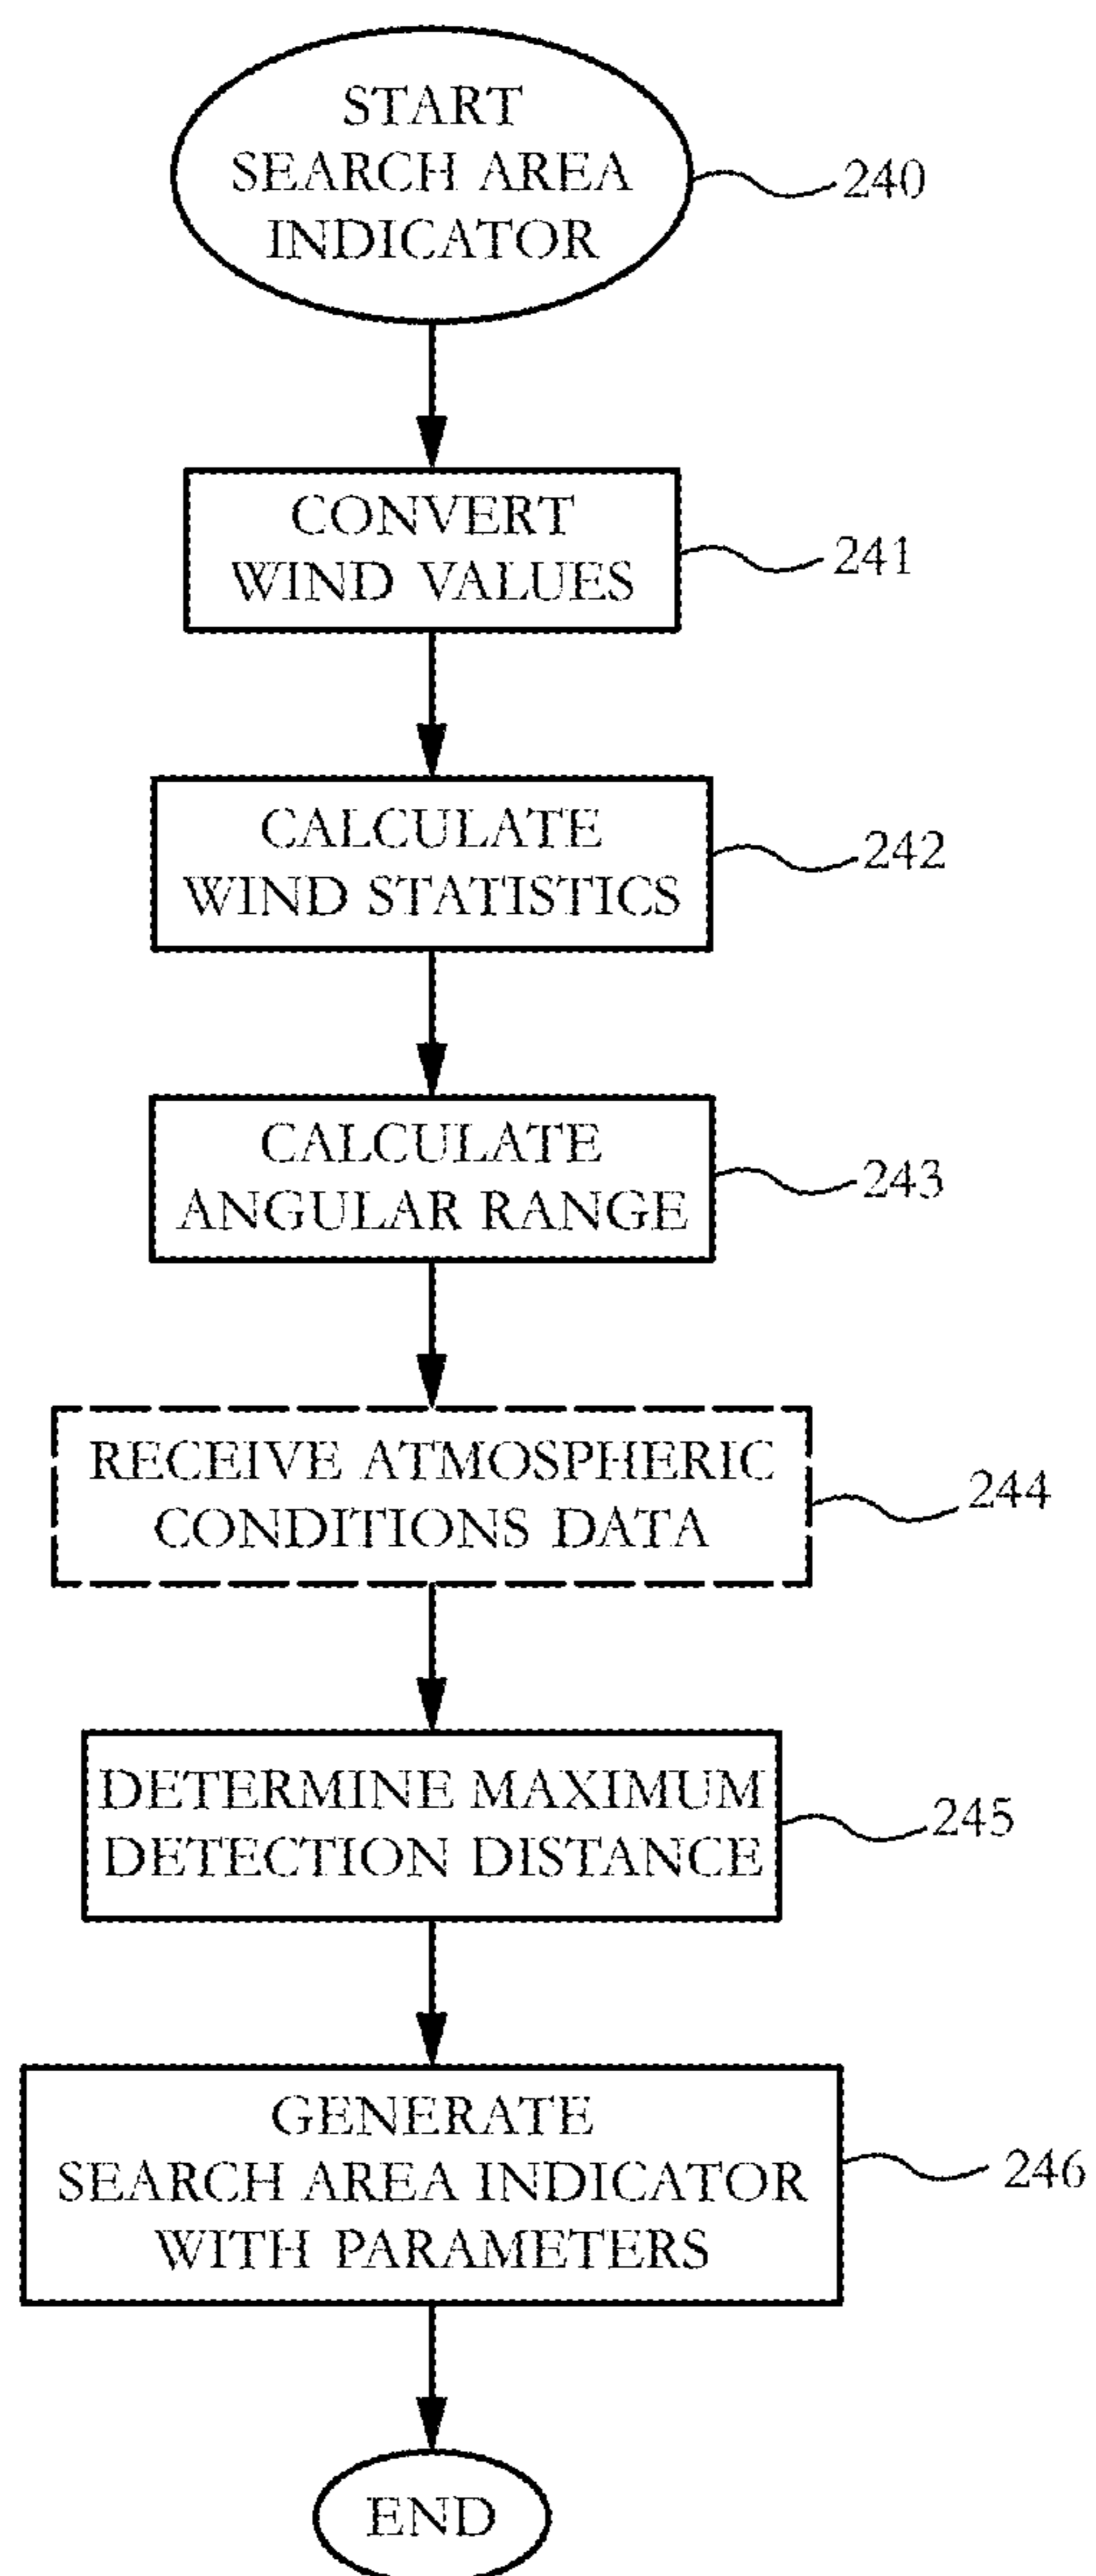 START
SEARCH AREA
INDICATOR
240
CONVERT
WIND VALUES
241
CALCULATE
WIND STATISTICS
242
CALCULATE
ANGULAR RANGE
243
RECEIVE ATMOSPHERIC
CONDITIONS DATA
244
DETERMINE MAXIMUM
DETECTION DISTANCE
245
GENERATE
SEARCH AREA INDICATOR
WITH PARAMETERS
246
END